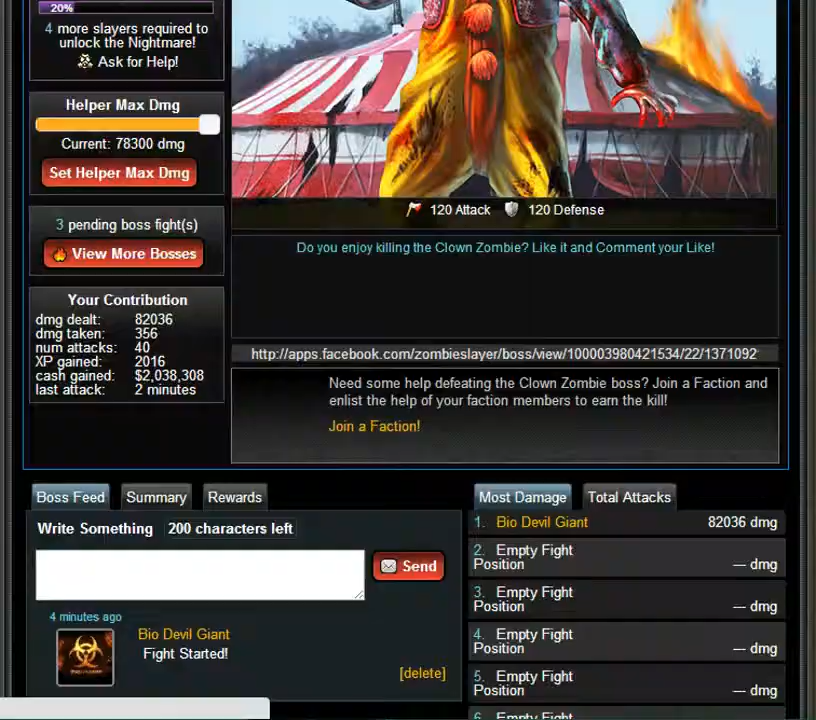 20%
4 more slayers required to
unlock the Nightmare!
Ask for Help!
Helper Max Dmg
Current: 78300 dmg
Set Helper Max Dmg
3 pending boss fight(s)
View More Bosses
Your Contribution
dmg dealt: 82036
dmg taken: 356
num attacks: 40
XP gained: 2016
cash gained: $2,038,308
last attack: 2 minutes
120 Attack 120 Defense
Do you enjoy killing the Clown Zombie? Like it and Comment your Like!
http://apps.facebook.com/zombieslayer/boss/view/100003980421534/22/1371092
Need some help defeating the Clown Zombie boss? Join a Faction and
enlist the help of your faction members to earn the kill!
Join a Faction!
Boss Feed Summary Rewards
Write Something 200 characters left
Send
4 minutes ago
Bio Devil Giant
Fight Started!
[delete]
Most Damage Total Attacks
1. Bio Devil Giant 82036 dmg
2. Empty Fight
Position — dmg
3. Empty Fight
Position — dmg
4. Empty Fight
Position — dmg
5. Empty Fight
Position — dmg
6. Empty Fight